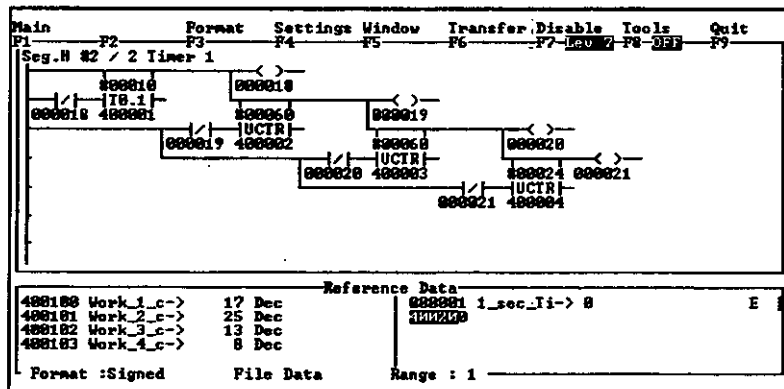 Main Format Settings Window Transfer Disable Tools Quit
F1 F2 F3 F4 F5 F6 F7 Lev 7 F8 OFF F9
Seg.H #2 / 2 Timer 1
000018
#00010
T0.1
000018 400001
000019
#00060
UCTR
000019 400002
000020
#00060
UCTR
000020 400003
000021
#00024
UCTR
000021 400004
Reference Data
400100 Work_1_c-> 17 Dec 000001 1_sec_Ti-> 0 E
400101 Work_2_c-> 25 Dec
400102 Work_3_c-> 13 Dec
400103 Work_4_c-> 8 Dec
Format :Signed File Data Range : 1